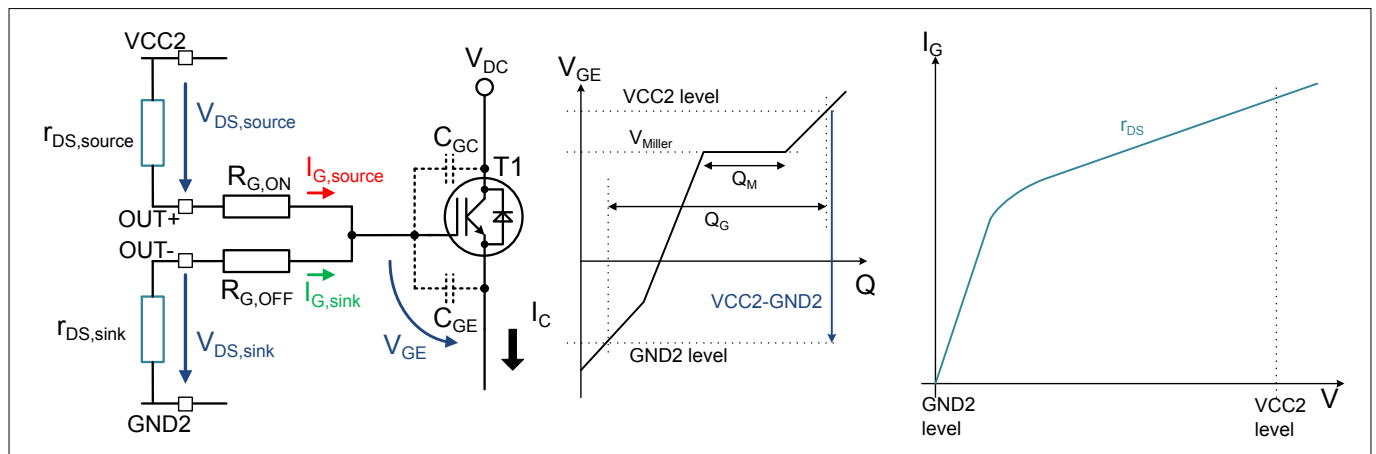 VCC2
r_DS,source
V_DS,source
OUT+
R_G,ON
I_G,source
OUT-
R_G,OFF
I_G,sink
r_DS,sink
V_DS,sink
GND2
V_DC
C_GC
T1
C_GE
V_GE
I_C
V_GE
VCC2 level
V_Miller
Q_M
Q_G
Q
VCC2-GND2
GND2 level
I_G
r_DS
GND2
level
VCC2
level
V